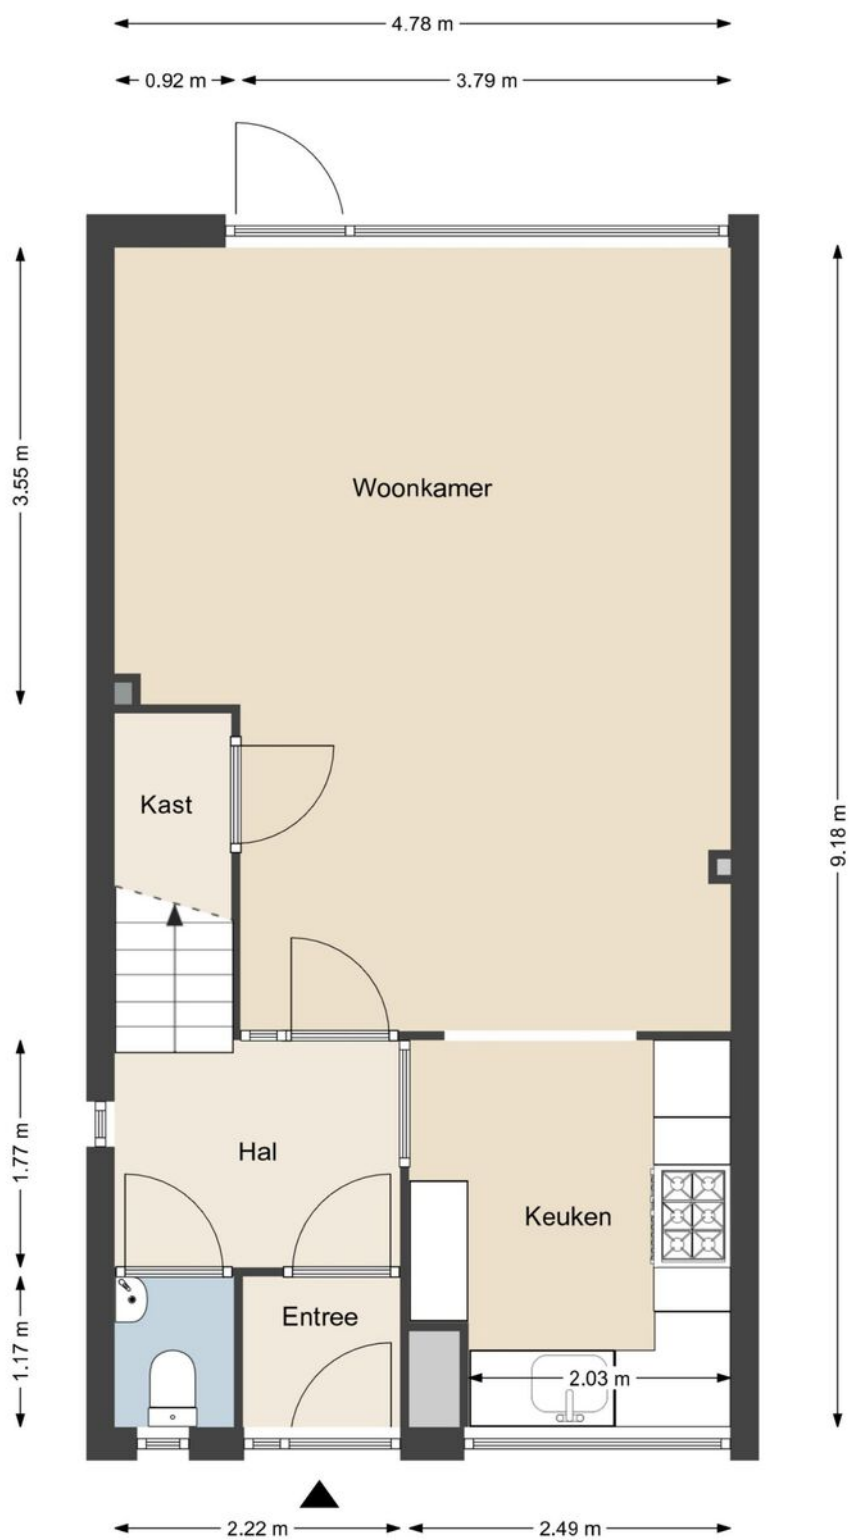 4.78 m
0.92 m
3.79 m
3.55 m
Woonkamer
Kast
9.18 m
1.77 m
Hal
Keuken
Entree
1.17 m
2.03 m
2.22 m
2.49 m